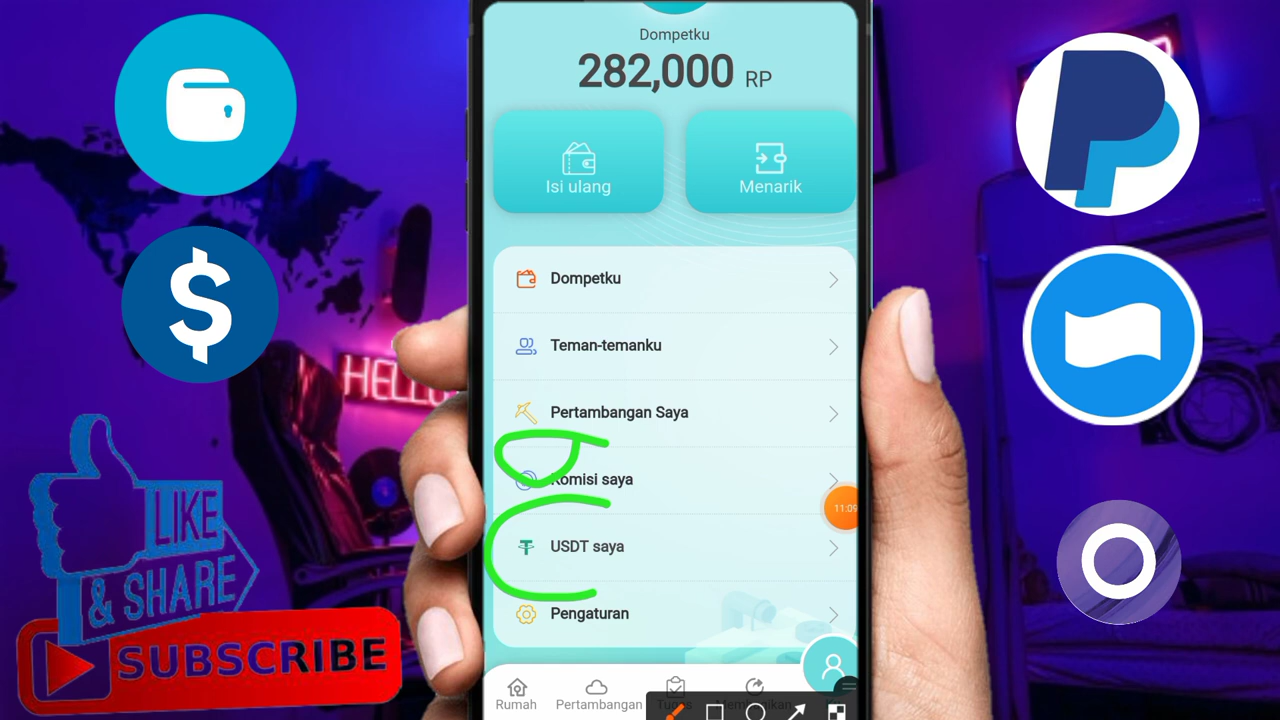 Dompetku
282,000 RP
Isi ulang
Menarik
Dompetku
Teman-temanku
Pertambangan Saya
Komisi saya
11:09
USDT saya
Pengaturan
Rumah
Pertambangan
HELLO
$
LIKE
& SHARE
SUBSCRIBE